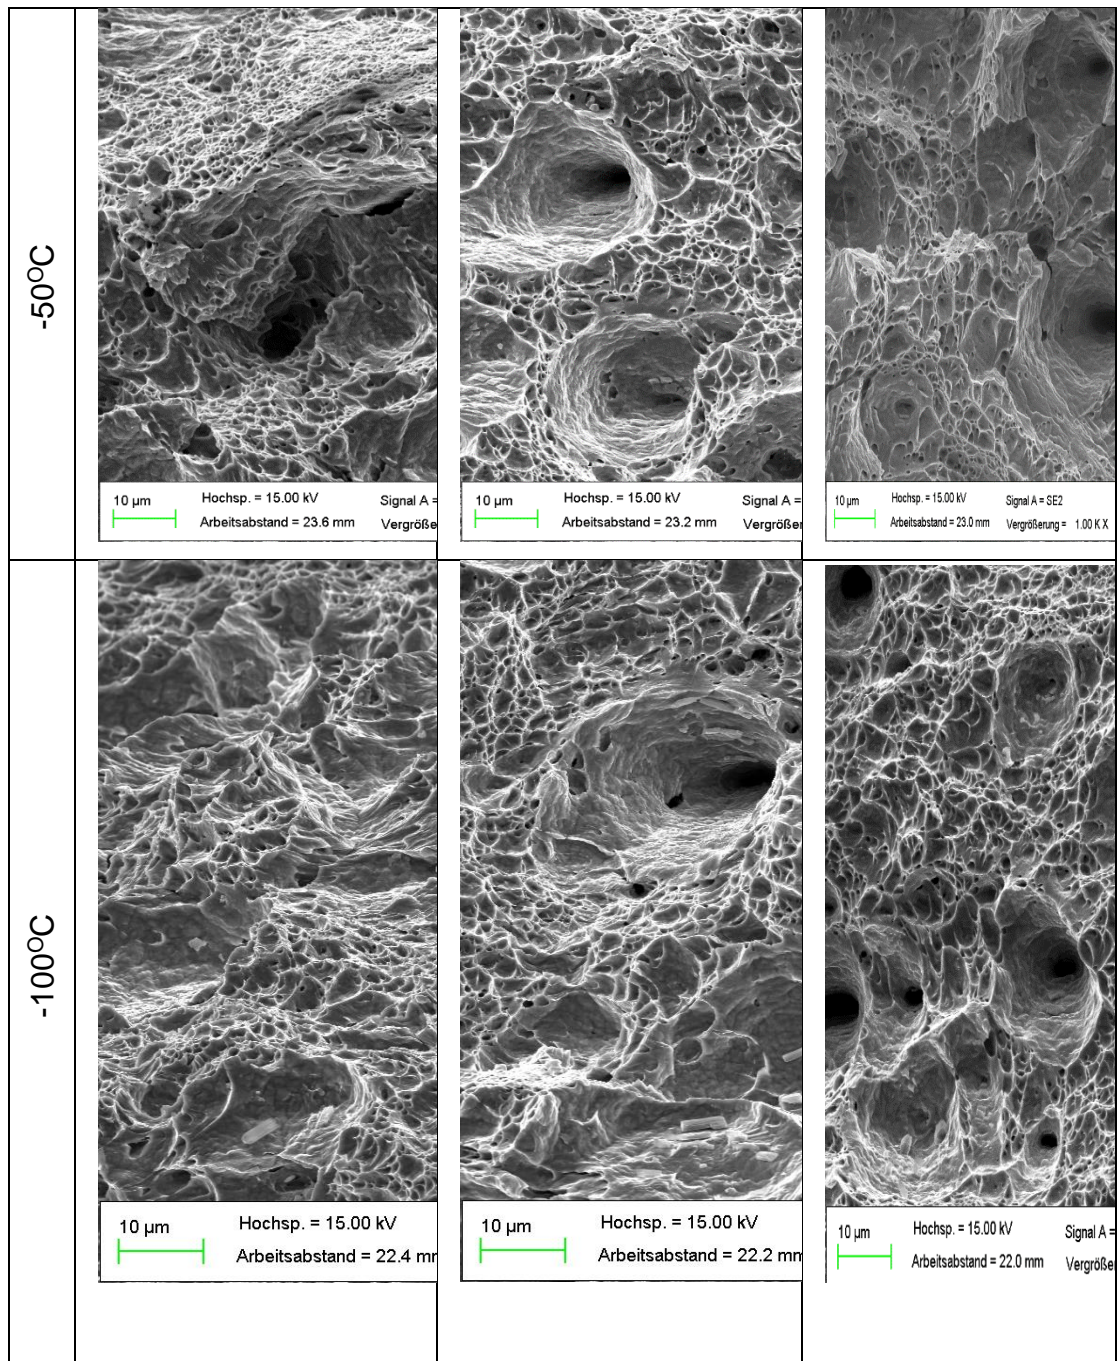 -50°C
10 µm Hochsp. = 15.00 kV Signal A =
Arbeitsabstand = 23.6 mm Vergröße
10 µm Hochsp. = 15.00 kV Signal A =
Arbeitsabstand = 23.2 mm Vergröße
10 µm Hochsp. = 15.00 kV Signal A = SE2
Arbeitsabstand = 23.0 mm Vergrößerung = 1.00 K X
-100°C
10 µm Hochsp. = 15.00 kV
Arbeitsabstand = 22.4 mm
10 µm Hochsp. = 15.00 kV
Arbeitsabstand = 22.2 mm
10 µm Hochsp. = 15.00 kV Signal A =
Arbeitsabstand = 22.0 mm Vergröße